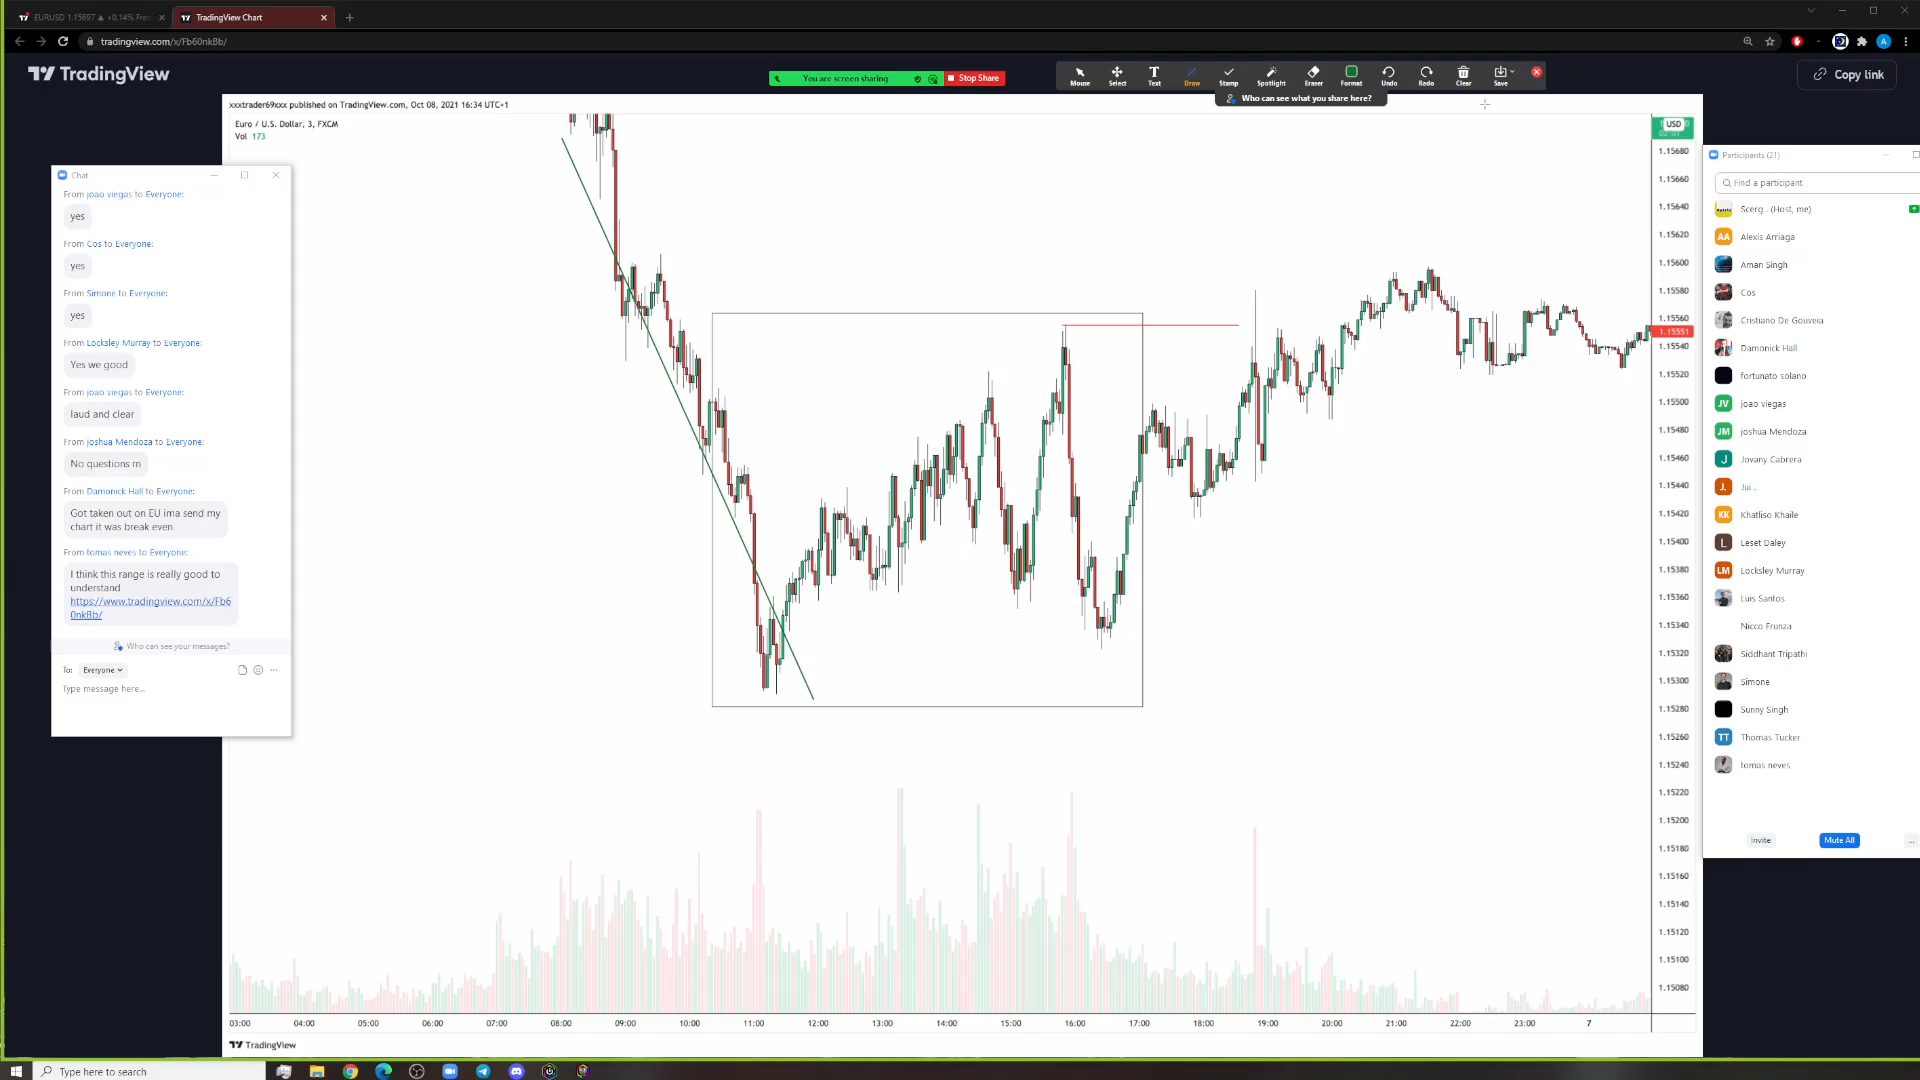 EURUSD 1.15697 ▲ +0.14%
TradingView Chart
tradingview.com/x/Fb60nkBb/
TradingView
You are screen sharing
Stop Share
Mouse
Select
Text
Draw
Stamp
Spotlight
Eraser
Format
Undo
Redo
Clear
Save
Who can see what you share here?
Copy link
xxxtrader69xxx published on TradingView.com, Oct 08, 2021 16:34 UTC+1
Euro / U.S. Dollar, 3, FXCM
Vol 173
USD
1.15680
1.15660
1.15640
1.15620
1.15600
1.15580
1.15560
1.15551
1.15540
1.15520
1.15500
1.15480
1.15460
1.15440
1.15420
1.15400
1.15380
1.15360
1.15340
1.15320
1.15300
1.15280
1.15260
1.15240
1.15220
1.15200
1.15180
1.15160
1.15140
1.15120
1.15100
1.15080
03:00 04:00 05:00 06:00 07:00 08:00 09:00 10:00 11:00 12:00 13:00 14:00 15:00 16:00 17:00 18:00 19:00 20:00 21:00 22:00 23:00 7
TradingView
Chat
From joao viegas to Everyone:
yes
From Cos to Everyone:
yes
From Simone to Everyone:
yes
From Locksley Murray to Everyone:
Yes we good
From joao viegas to Everyone:
laud and clear
From joshua Mendoza to Everyone:
No questions rn
From Damonick Hall to Everyone:
Got taken out on EU ima send my
chart it was break even
From tomas neves to Everyone:
I think this range is really good to
understand
https://www.tradingview.com/x/Fb6
0nkBb/
Who can see your messages?
To: Everyone
Type message here...
Participants (21)
Find a participant
Scerg . (Host, me)
AA Alexis Arriaga
Aman Singh
Cos
Cristiano De Gouveia
Damonick Hall
fortunato solano
JV joao viegas
JM joshua Mendoza
J Jovany Cabrera
J. Jui .
KK Khatliso Khaile
L Leset Daley
LM Locksley Murray
Luis Santos
Nicco Frunza
Siddhant Tripathi
Simone
Sunny Singh
TT Thomas Tucker
tomas neves
Invite
Mute All
...
Type here to search